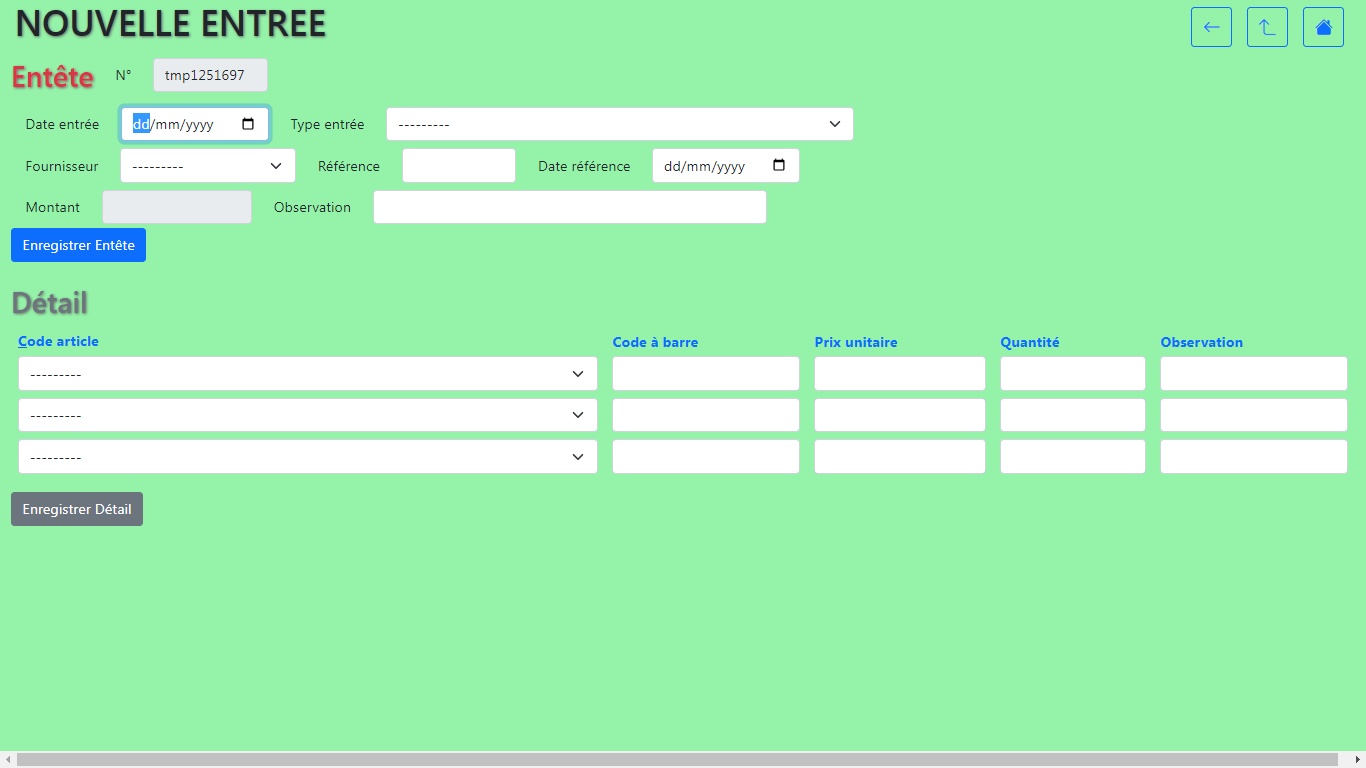 NOUVELLE ENTREE
Entête N° tmp1251697
Date entrée dd/mm/yyyy Type entrée ---------
Fournisseur --------- Référence Date référence dd/mm/yyyy
Montant Observation
Enregistrer Entête
Détail
Code article Code à barre Prix unitaire Quantité Observation
---------
---------
---------
Enregistrer Détail